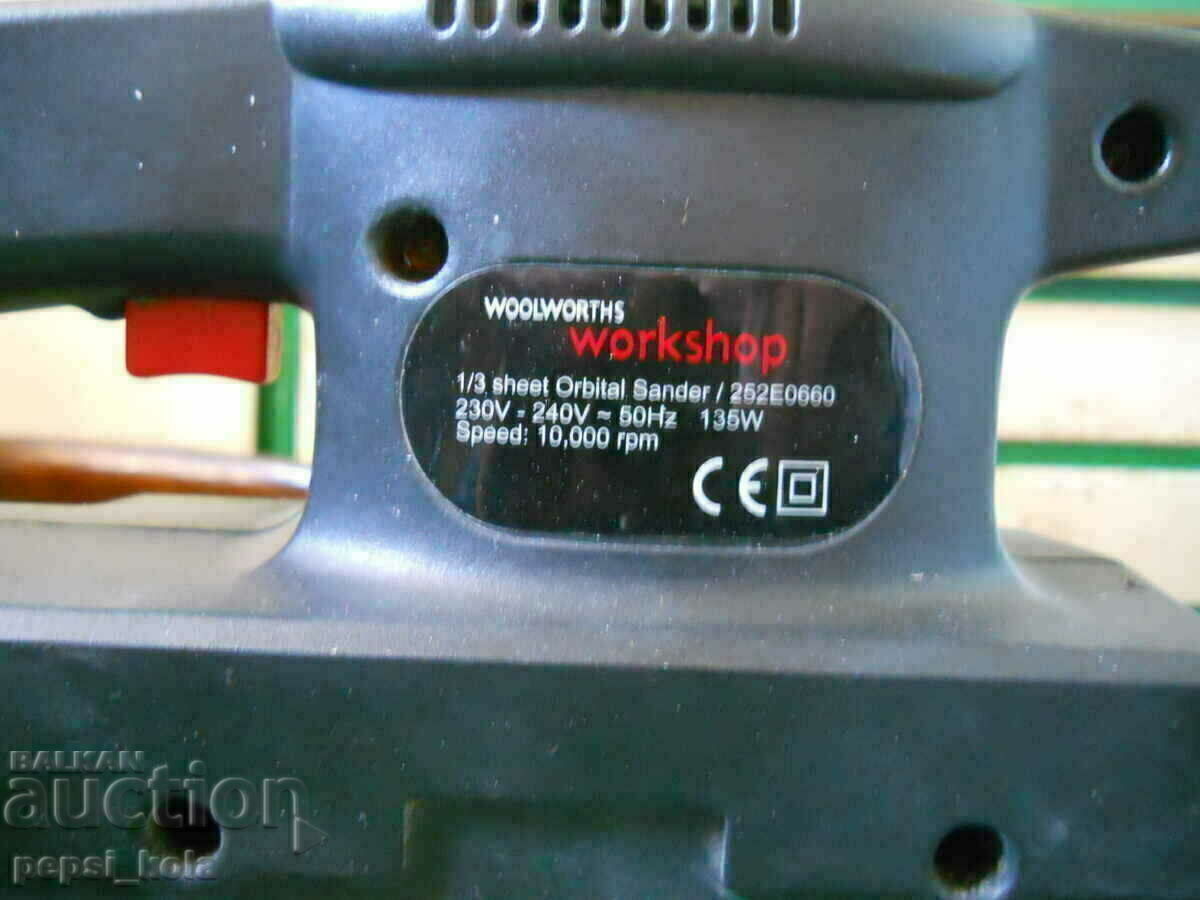 WOOLWORTHS
workshop
1/3 sheet Orbital Sander / 252E0660
230V - 240V ≈ 50Hz 135W
Speed: 10,000 rpm
CE
BALKAN
auction
pepsi_kola